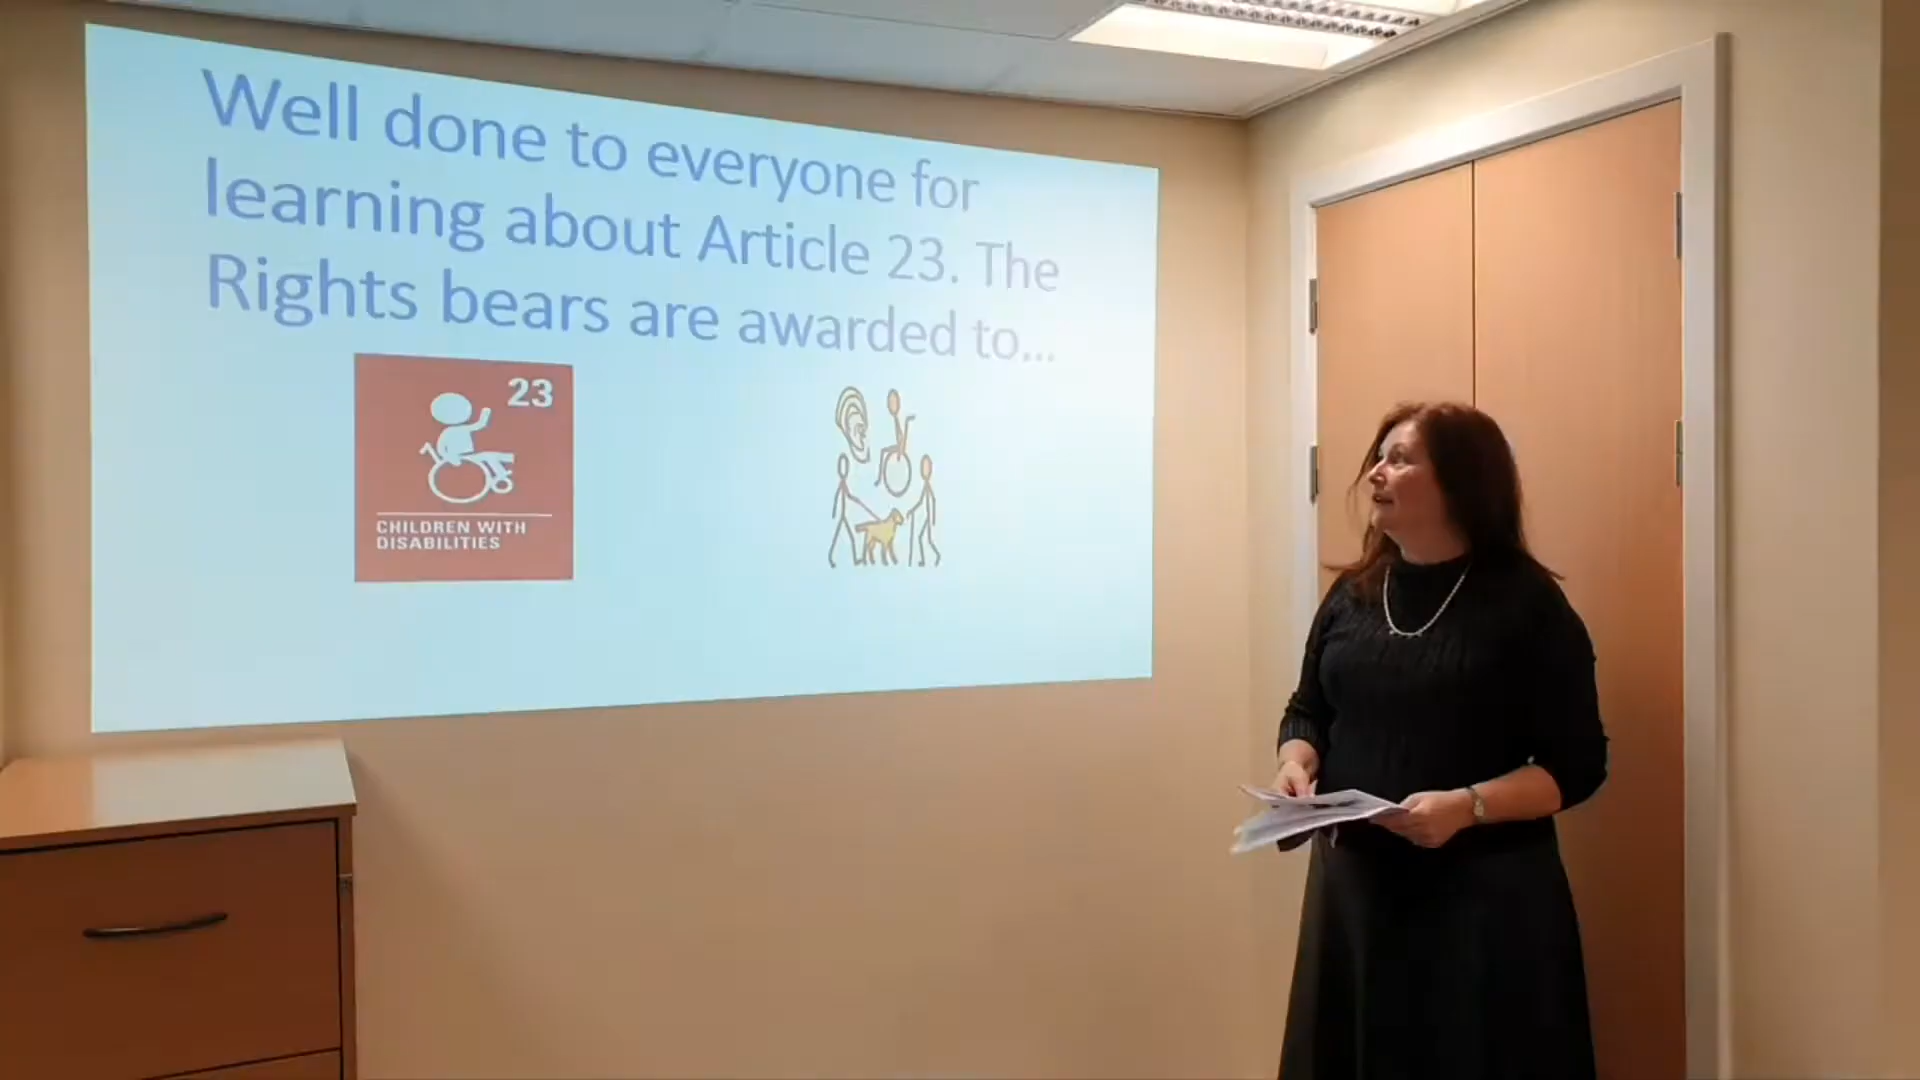 Well done to everyone for
learning about Article 23. The
Rights bears are awarded to...
23
CHILDREN WITH
DISABILITIES